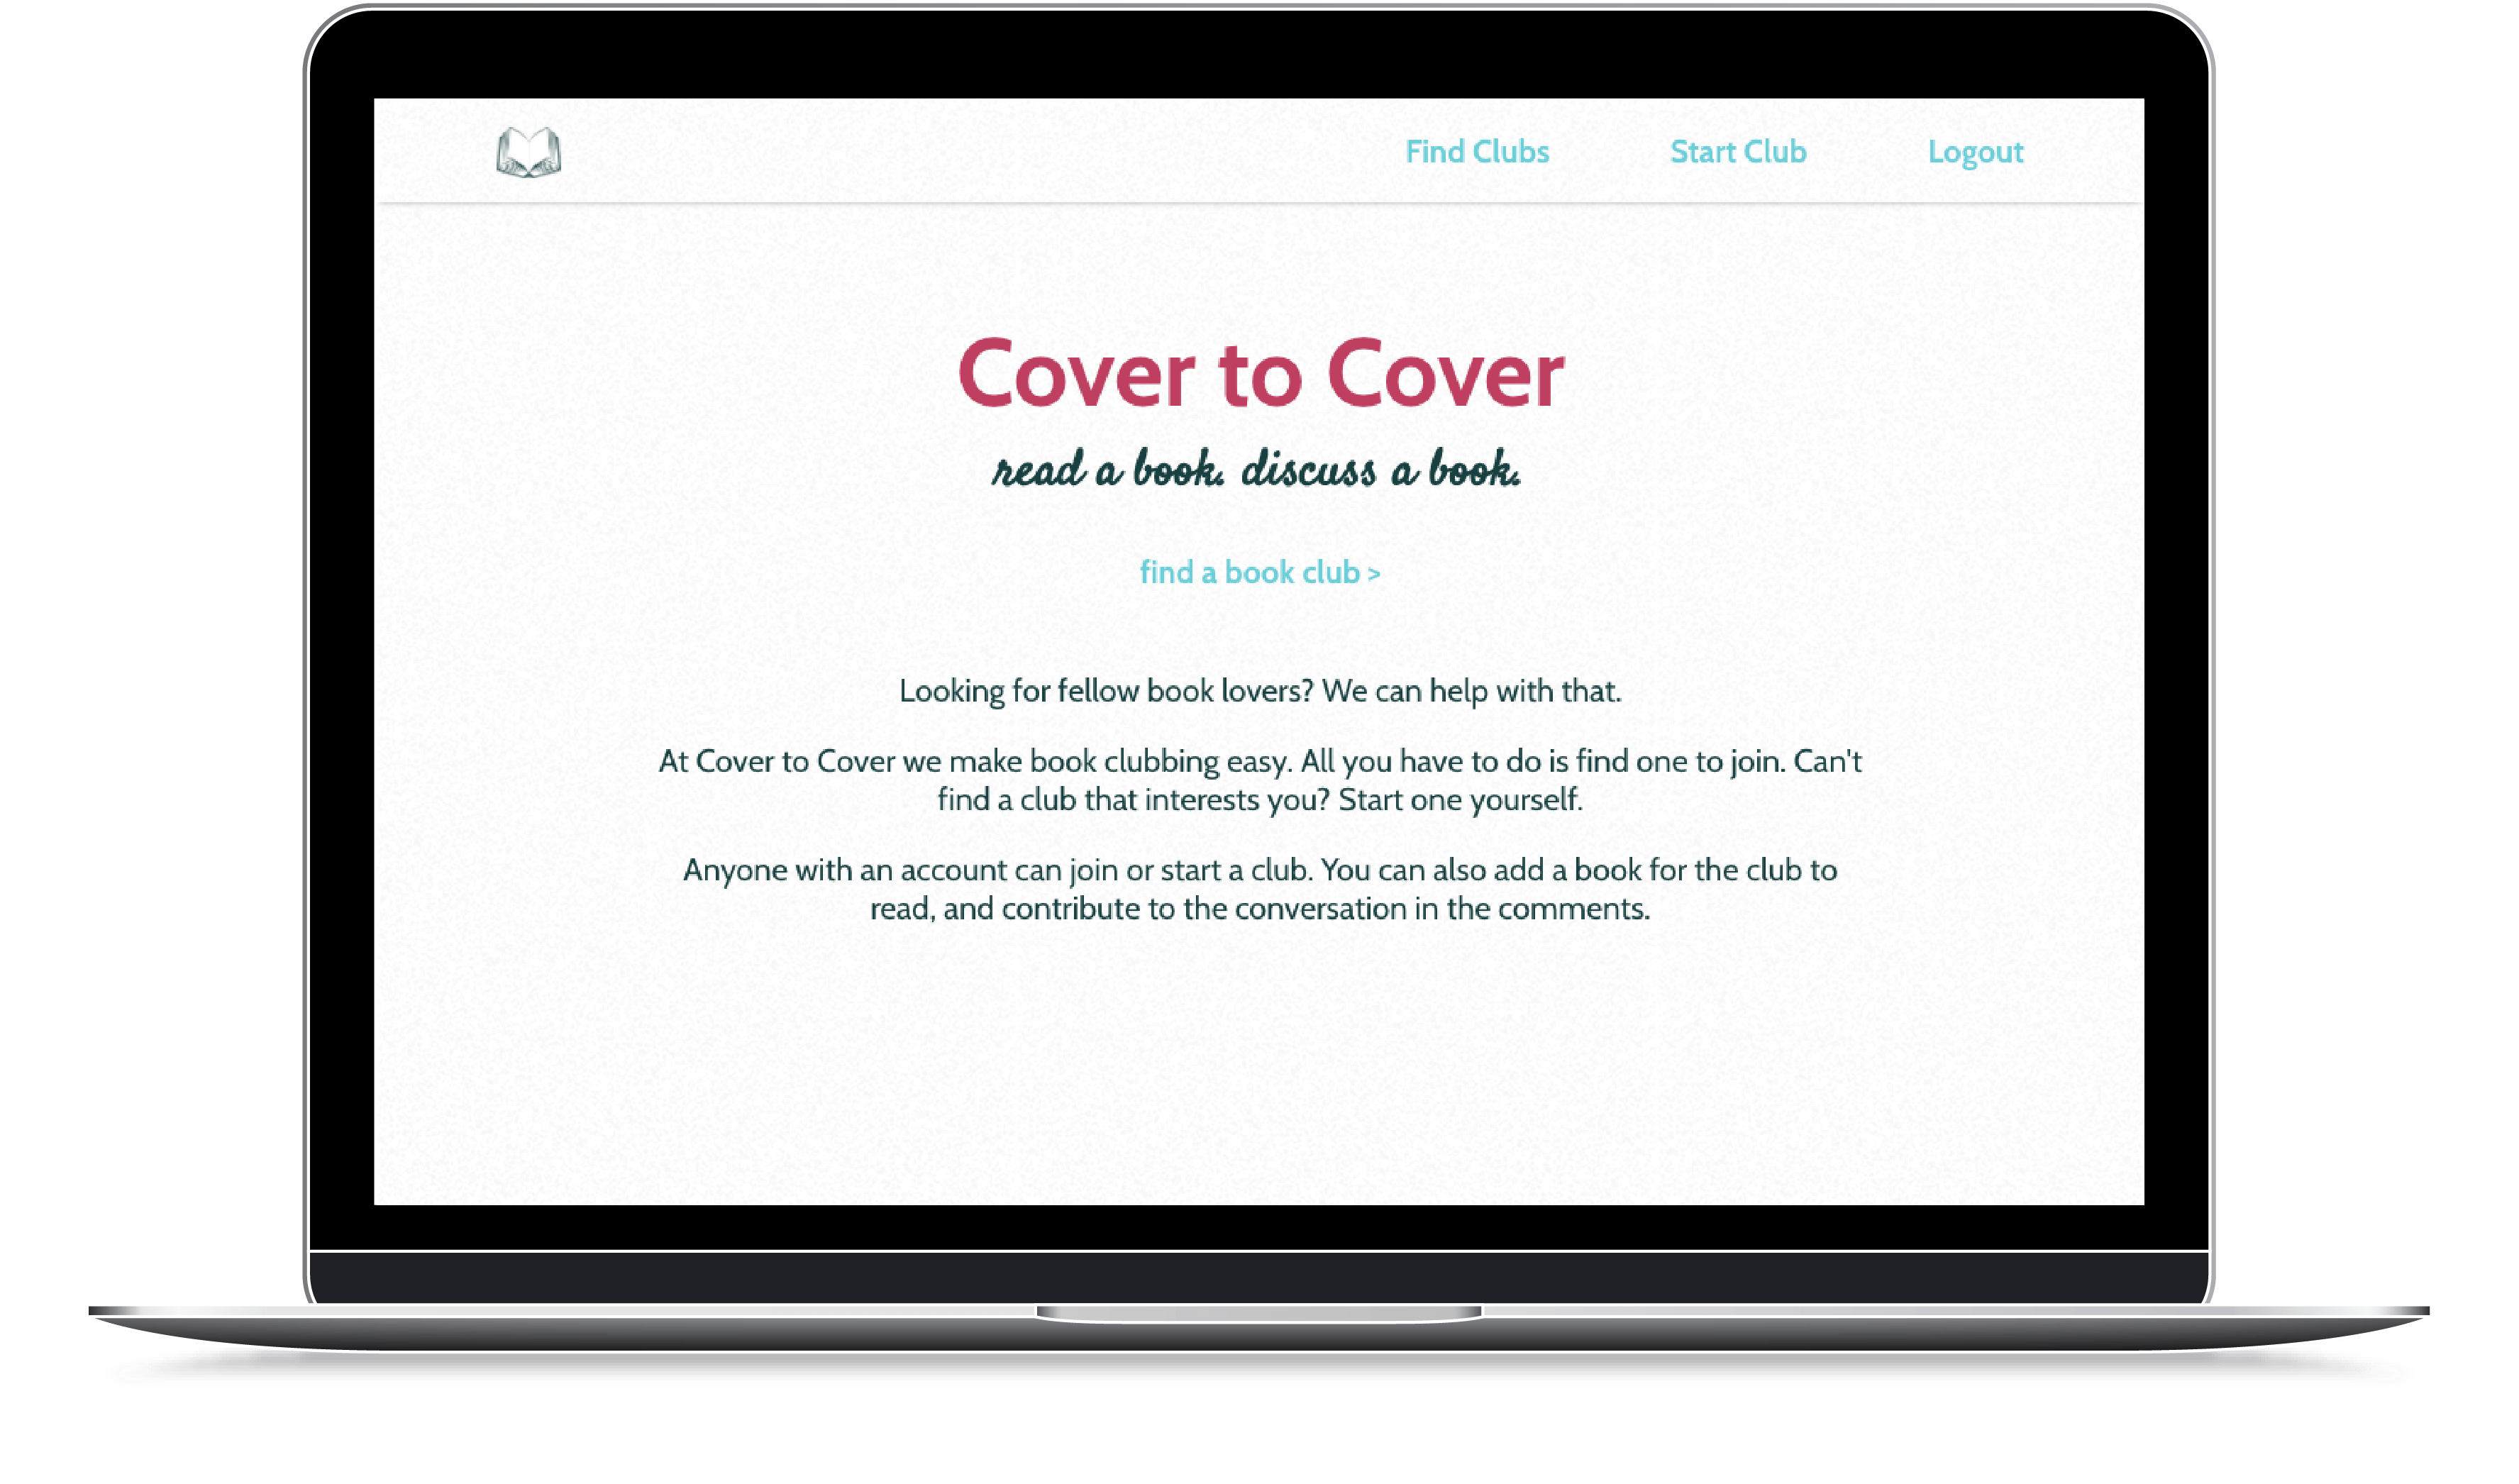 Find Clubs Start Club Logout
Cover to Cover
read a book. discuss a book.
find a book club >
Looking for fellow book lovers? We can help with that.
At Cover to Cover we make book clubbing easy. All you have to do is find one to join. Can't
find a club that interests you? Start one yourself.
Anyone with an account can join or start a club. You can also add a book for the club to
read, and contribute to the conversation in the comments.